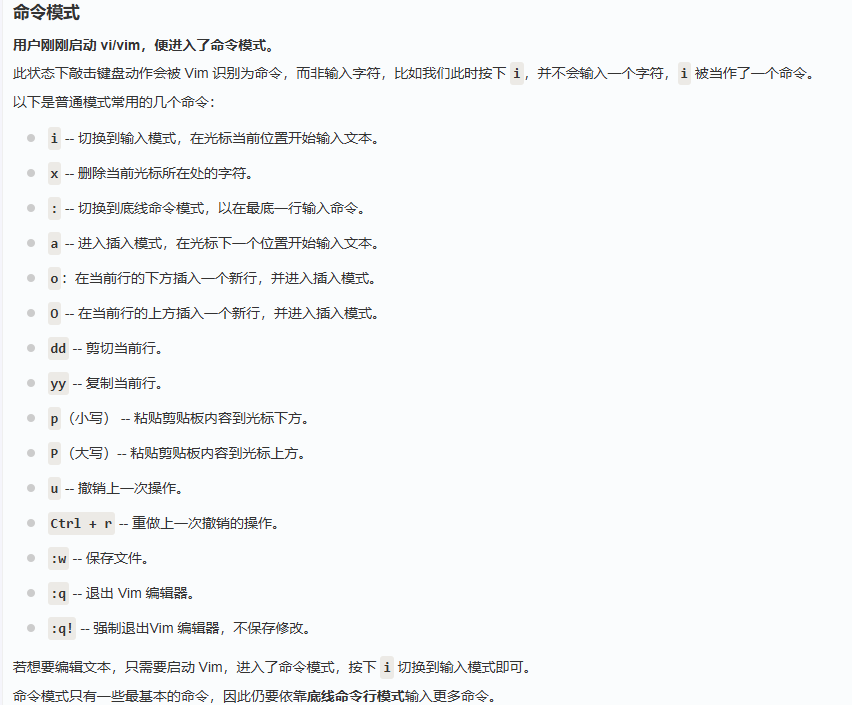 命令模式
用户刚刚启动 vi/vim，便进入了命令模式。
此状态下敲击键盘动作会被 Vim 识别为命令，而非输入字符，比如我们此时按下 i，并不会输入一个字符，i 被当作了一个命令。
以下是普通模式常用的几个命令：
i -- 切换到输入模式，在光标当前位置开始输入文本。
x -- 删除当前光标所在处的字符。
: -- 切换到底线命令模式，以在最底一行输入命令。
a -- 进入插入模式，在光标下一个位置开始输入文本。
o：在当前行的下方插入一个新行，并进入插入模式。
O -- 在当前行的上方插入一个新行，并进入插入模式。
dd -- 剪切当前行。
yy -- 复制当前行。
p（小写） -- 粘贴剪贴板内容到光标下方。
P（大写）-- 粘贴剪贴板内容到光标上方。
u -- 撤销上一次操作。
Ctrl + r -- 重做上一次撤销的操作。
:w -- 保存文件。
:q -- 退出 Vim 编辑器。
:q! -- 强制退出Vim 编辑器，不保存修改。
若想要编辑文本，只需要启动 Vim，进入了命令模式，按下 i 切换到输入模式即可。
命令模式只有一些最基本的命令，因此仍要依靠底线命令行模式输入更多命令。